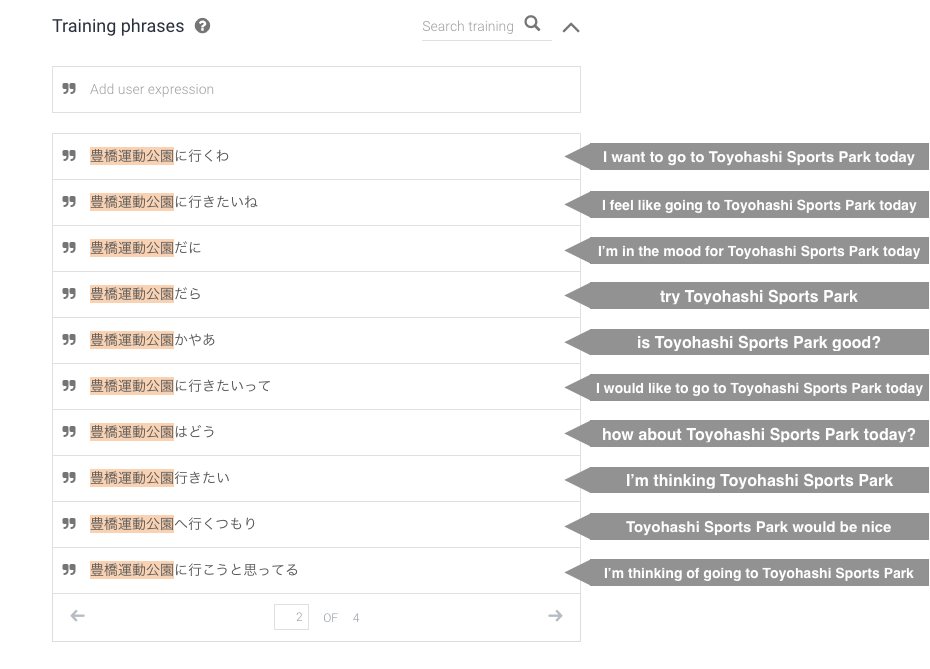 Training phrases ?
Search training
Add user expression
豊橋運動公園に行くわ
I want to go to Toyohashi Sports Park today
豊橋運動公園に行きたいね
I feel like going to Toyohashi Sports Park today
豊橋運動公園だに
I'm in the mood for Toyohashi Sports Park today
豊橋運動公園だら
try Toyohashi Sports Park
豊橋運動公園かやあ
is Toyohashi Sports Park good?
豊橋運動公園に行きたいって
I would like to go to Toyohashi Sports Park today
豊橋運動公園はどう
how about Toyohashi Sports Park today?
豊橋運動公園行きたい
I'm thinking Toyohashi Sports Park
豊橋運動公園へ行くつもり
Toyohashi Sports Park would be nice
豊橋運動公園に行こうと思ってる
I'm thinking of going to Toyohashi Sports Park
2 OF 4